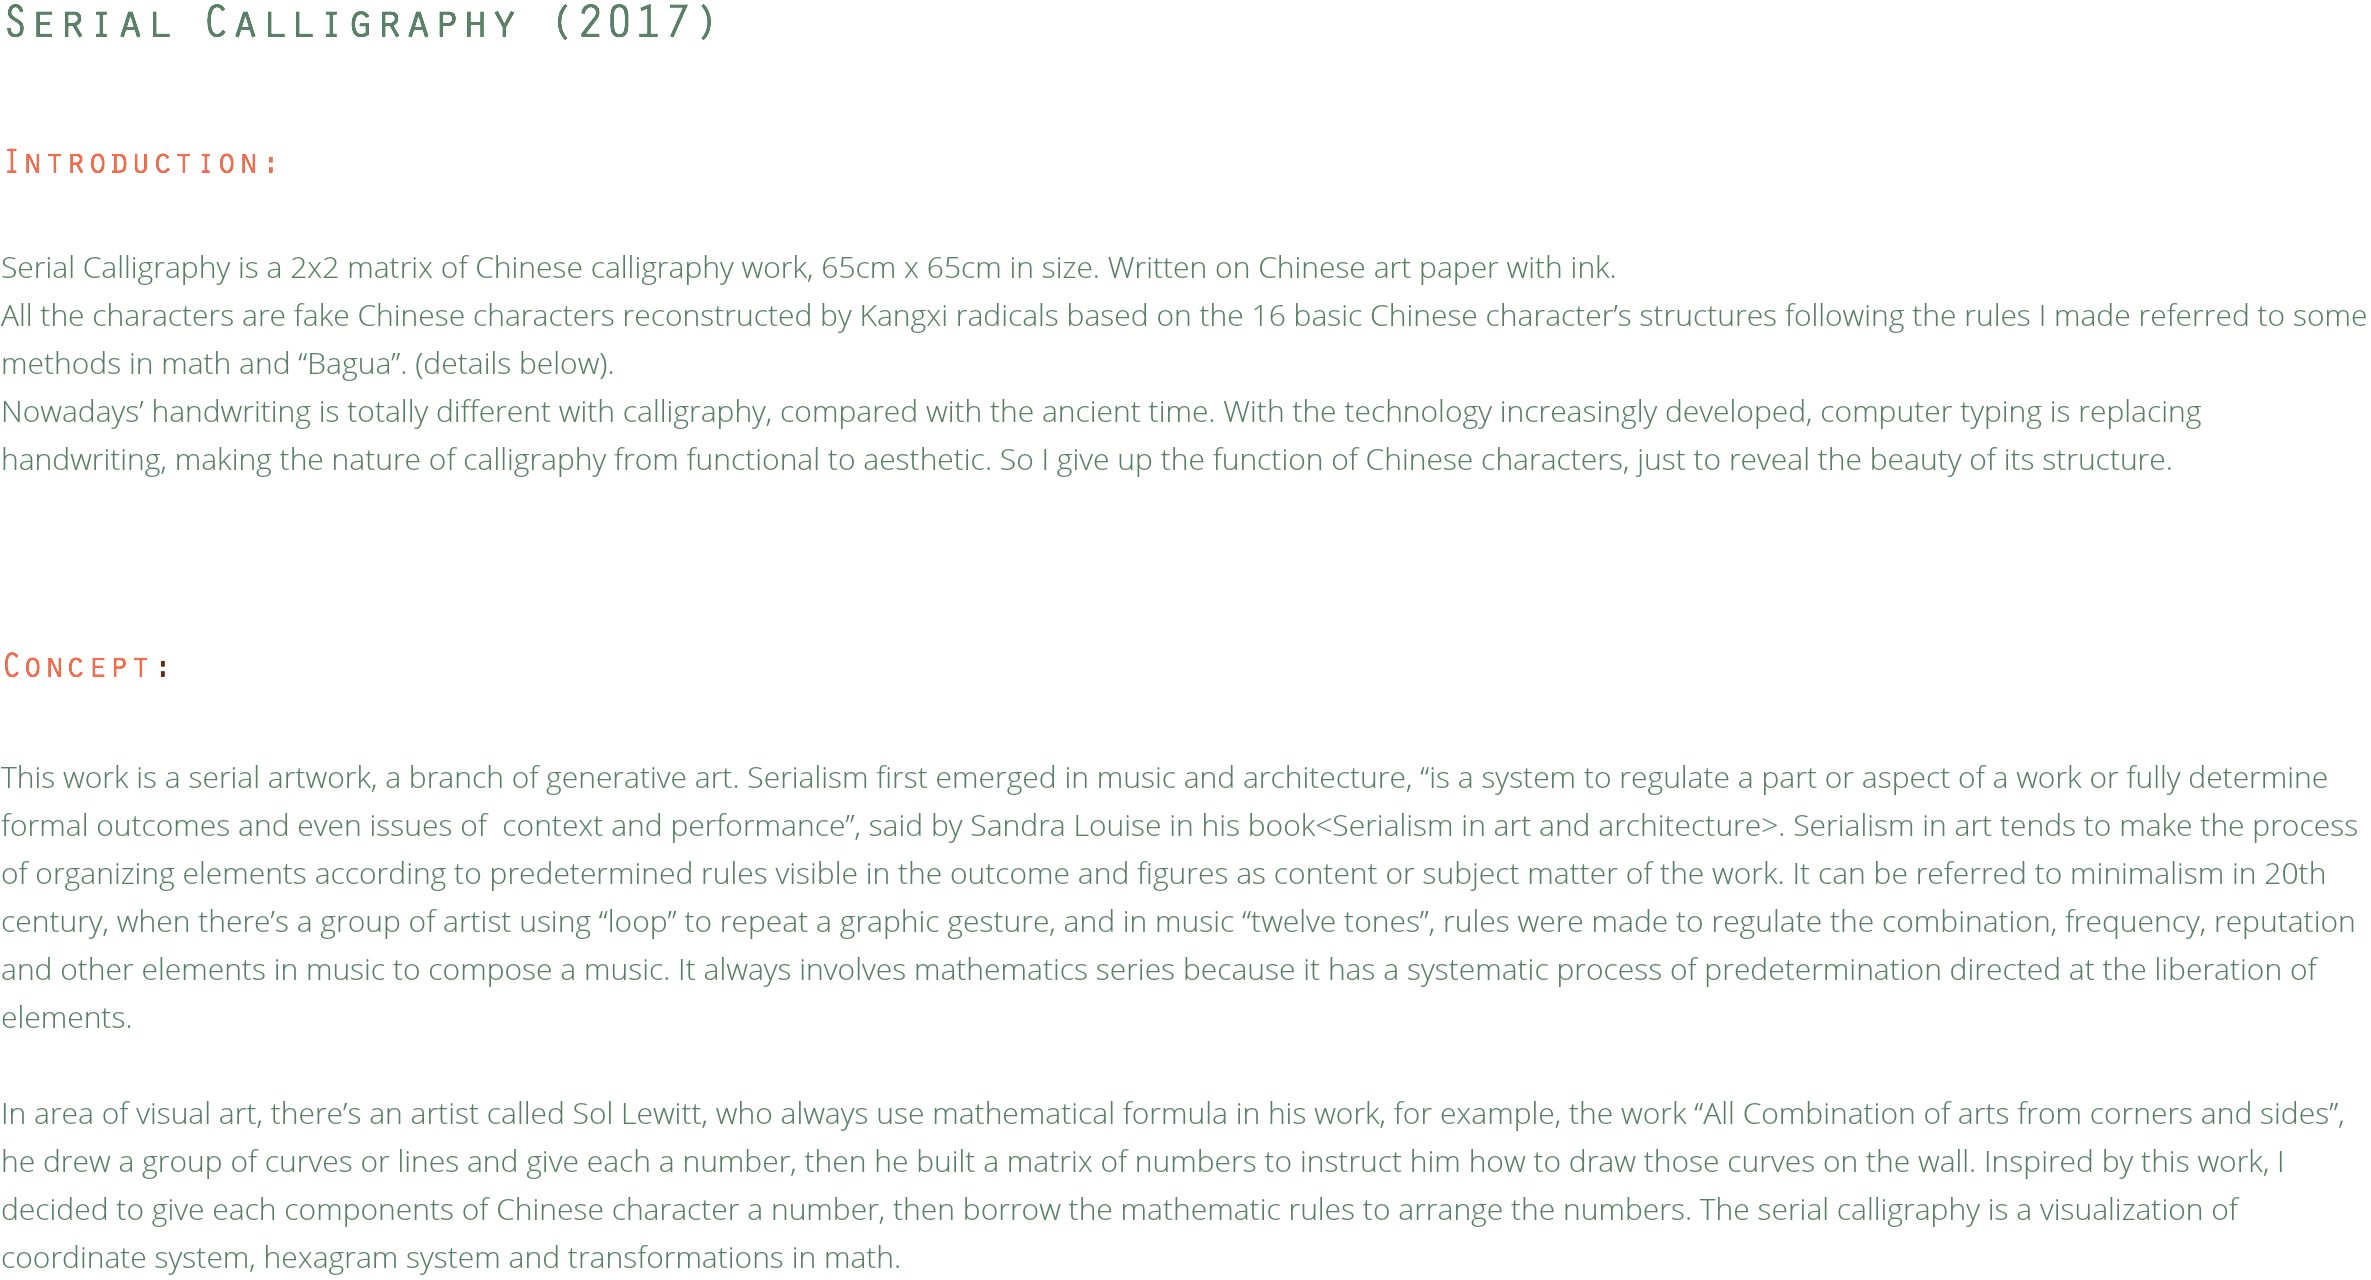 Serial Calligraphy (2017)
Introduction:
Serial Calligraphy is a 2x2 matrix of Chinese calligraphy work, 65cm x 65cm in size. Written on Chinese art paper with ink.
All the characters are fake Chinese characters reconstructed by Kangxi radicals based on the 16 basic Chinese character’s structures following the rules I made referred to some
methods in math and “Bagua”. (details below).
Nowadays’ handwriting is totally different with calligraphy, compared with the ancient time. With the technology increasingly developed, computer typing is replacing
handwriting, making the nature of calligraphy from functional to aesthetic. So I give up the function of Chinese characters, just to reveal the beauty of its structure.
Concept:
This work is a serial artwork, a branch of generative art. Serialism first emerged in music and architecture, “is a system to regulate a part or aspect of a work or fully determine
formal outcomes and even issues of  context and performance”, said by Sandra Louise in his book<Serialism in art and architecture>. Serialism in art tends to make the process
of organizing elements according to predetermined rules visible in the outcome and figures as content or subject matter of the work. It can be referred to minimalism in 20th
century, when there’s a group of artist using “loop” to repeat a graphic gesture, and in music “twelve tones”, rules were made to regulate the combination, frequency, reputation
and other elements in music to compose a music. It always involves mathematics series because it has a systematic process of predetermination directed at the liberation of
elements.
In area of visual art, there’s an artist called Sol Lewitt, who always use mathematical formula in his work, for example, the work “All Combination of arts from corners and sides”,
he drew a group of curves or lines and give each a number, then he built a matrix of numbers to instruct him how to draw those curves on the wall. Inspired by this work, I
decided to give each components of Chinese character a number, then borrow the mathematic rules to arrange the numbers. The serial calligraphy is a visualization of
coordinate system, hexagram system and transformations in math.